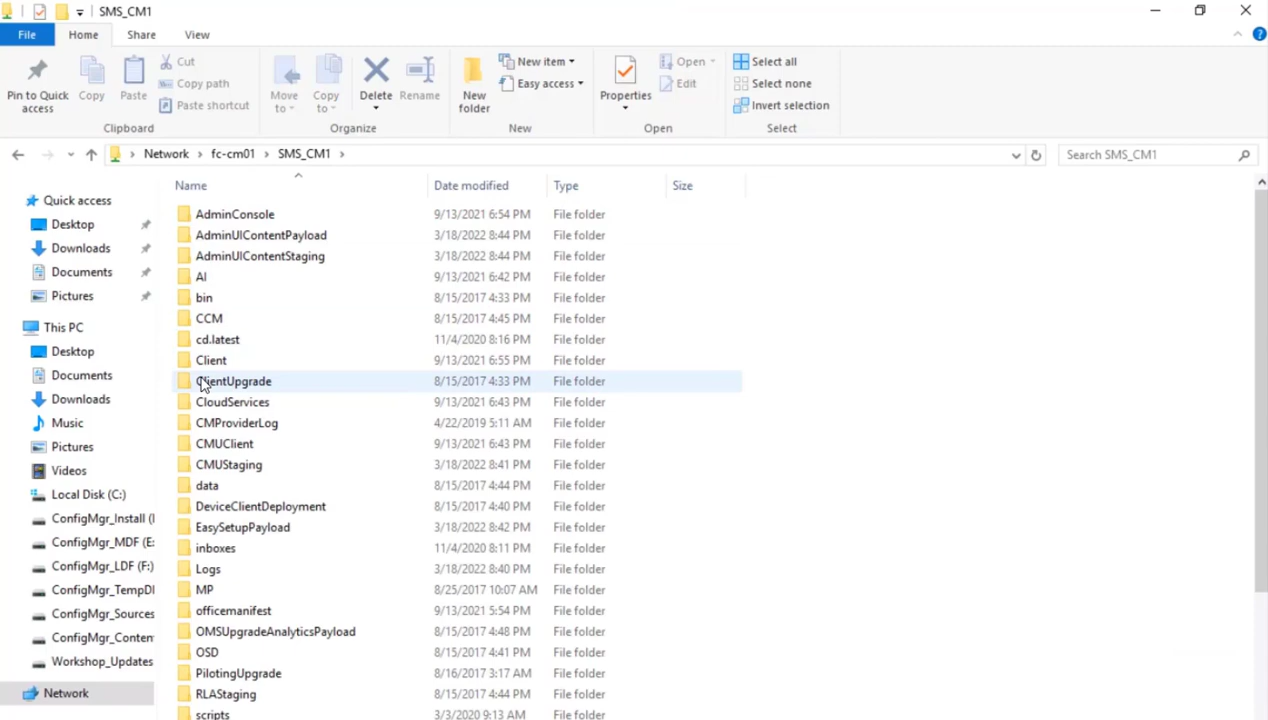 SMS_CM1
File Home Share View
Pin to Quick access
Copy
Paste
Cut
Copy path
Paste shortcut
Clipboard
Move to
Copy to
Delete
Rename
Organize
New folder
New item
Easy access
New
Properties
Open
Edit
Open
Select all
Select none
Invert selection
Select
Network > fc-cm01 > SMS_CM1 >
Search SMS_CM1
Quick access
Desktop
Downloads
Documents
Pictures
This PC
Desktop
Documents
Downloads
Music
Pictures
Videos
Local Disk (C:)
ConfigMgr_Install (
ConfigMgr_MDF (E:
ConfigMgr_LDF (F:)
ConfigMgr_TempD
ConfigMgr_Sources
ConfigMgr_Conten
Workshop_Updates
Network
Name Date modified Type Size
AdminConsole 9/13/2021 6:54 PM File folder
AdminUIContentPayload 3/18/2022 8:44 PM File folder
AdminUIContentStaging 3/18/2022 8:44 PM File folder
AI 9/13/2021 6:42 PM File folder
bin 8/15/2017 4:33 PM File folder
CCM 8/15/2017 4:45 PM File folder
cd.latest 11/4/2020 8:16 PM File folder
Client 9/13/2021 6:55 PM File folder
ClientUpgrade 8/15/2017 4:33 PM File folder
CloudServices 9/13/2021 6:43 PM File folder
CMProviderLog 4/22/2019 5:11 AM File folder
CMUClient 9/13/2021 6:43 PM File folder
CMUStaging 3/18/2022 8:41 PM File folder
data 8/15/2017 4:44 PM File folder
DeviceClientDeployment 8/15/2017 4:40 PM File folder
EasySetupPayload 3/18/2022 8:42 PM File folder
inboxes 11/4/2020 8:11 PM File folder
Logs 3/18/2022 8:40 PM File folder
MP 8/25/2017 10:07 AM File folder
officemanifest 9/13/2021 5:54 PM File folder
OMSUpgradeAnalyticsPayload 8/15/2017 4:48 PM File folder
OSD 8/15/2017 4:41 PM File folder
PilotingUpgrade 8/16/2017 3:17 AM File folder
RLAStaging 8/15/2017 4:44 PM File folder
scripts 3/3/2020 9:13 AM File folder